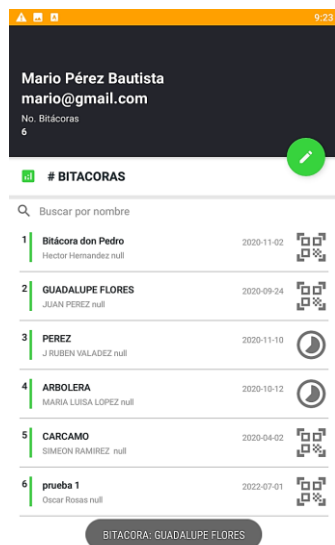 9:23
Mario Pérez Bautista
mario@gmail.com
No. Bitácoras
6
# BITACORAS
Buscar por nombre
1 Bitácora don Pedro 2020-11-02
Hector Hernandez null
2 GUADALUPE FLORES 2020-09-24
JUAN PEREZ null
3 PEREZ 2020-11-10
J RUBEN VALADEZ null
4 ARBOLERA 2020-10-12
MARIA LUISA LOPEZ null
5 CARCAMO 2020-04-02
SIMEON RAMIREZ null
6 prueba 1 2022-07-01
Oscar Rosas null
BITACORA: GUADALUPE FLORES